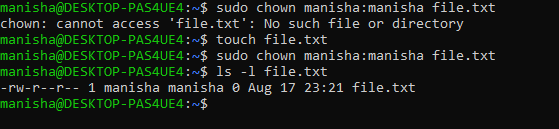 manisha@DESKTOP-PAS4UE4:~$ sudo chown manisha:manisha file.txt
chown: cannot access 'file.txt': No such file or directory
manisha@DESKTOP-PAS4UE4:~$ touch file.txt
manisha@DESKTOP-PAS4UE4:~$ sudo chown manisha:manisha file.txt
manisha@DESKTOP-PAS4UE4:~$ ls -l file.txt
-rw-r--r-- 1 manisha manisha 0 Aug 17 23:21 file.txt
manisha@DESKTOP-PAS4UE4:~$